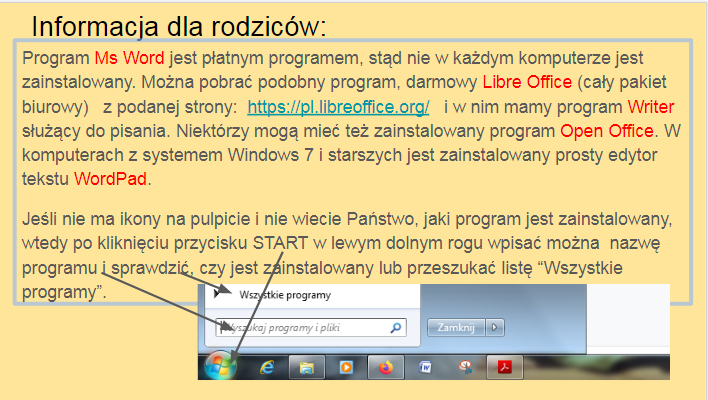 Informacja dla rodziców:
Program Ms Word jest płatnym programem, stąd nie w każdym komputerze jest
zainstalowany. Można pobrać podobny program, darmowy Libre Office (cały pakiet
biurowy) z podanej strony: https://pl.libreoffice.org/ i w nim mamy program Writer
służący do pisania. Niektórzy mogą mieć też zainstalowany program Open Office. W
komputerach z systemem Windows 7 i starszych jest zainstalowany prosty edytor
tekstu WordPad.
Jeśli nie ma ikony na pulpicie i nie wiecie Państwo, jaki program jest zainstalowany,
wtedy po kliknięciu przycisku START w lewym dolnym rogu wpisać można nazwę
programu i sprawdzić, czy jest zainstalowany lub przeszukać listę “Wszystkie
programy”.
Wszystkie programy
Wyszukaj programy i pliki
Zamknij